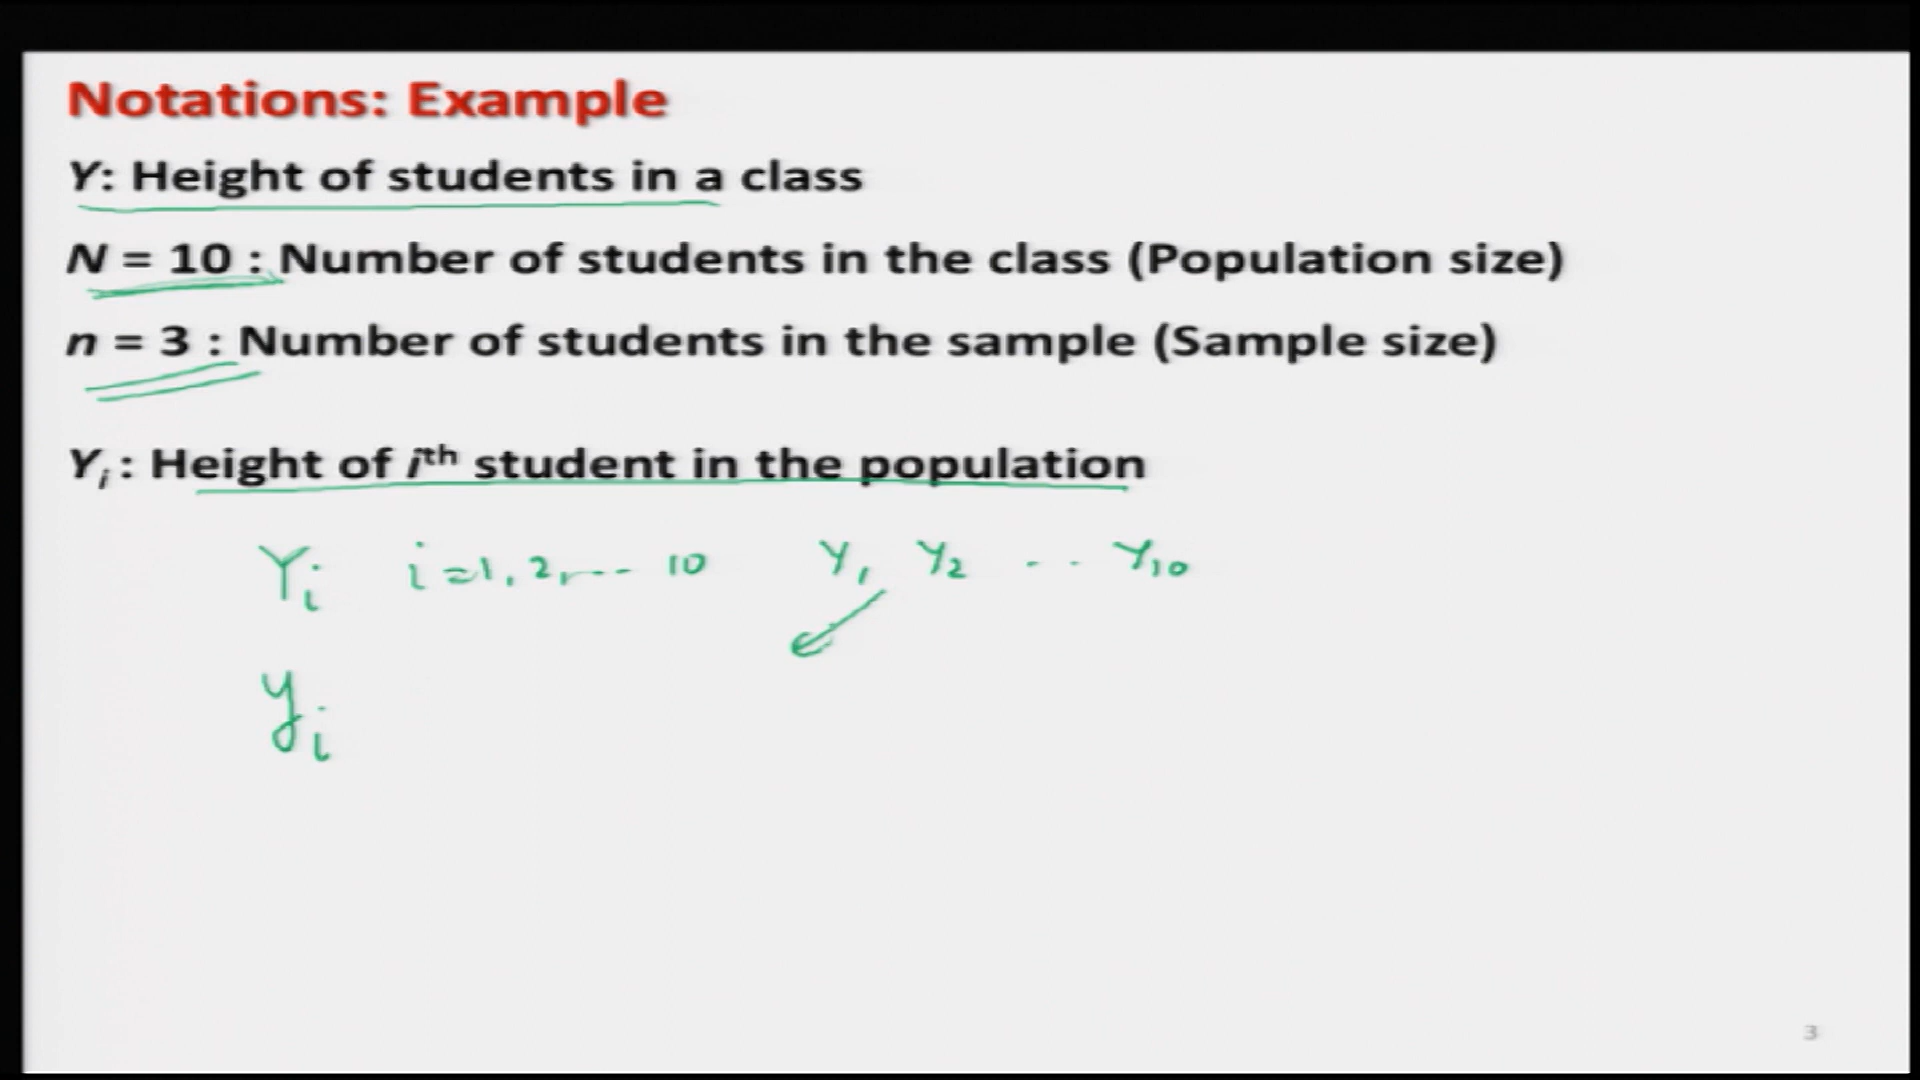 Notations: Example
Y: Height of students in a class
N = 10 : Number of students in the class (Population size)
n = 3 : Number of students in the sample (Sample size)
Yi : Height of ith student in the population
Yi i=1, 2, ... 10 Y1 Y2 .. Y10
yi
3